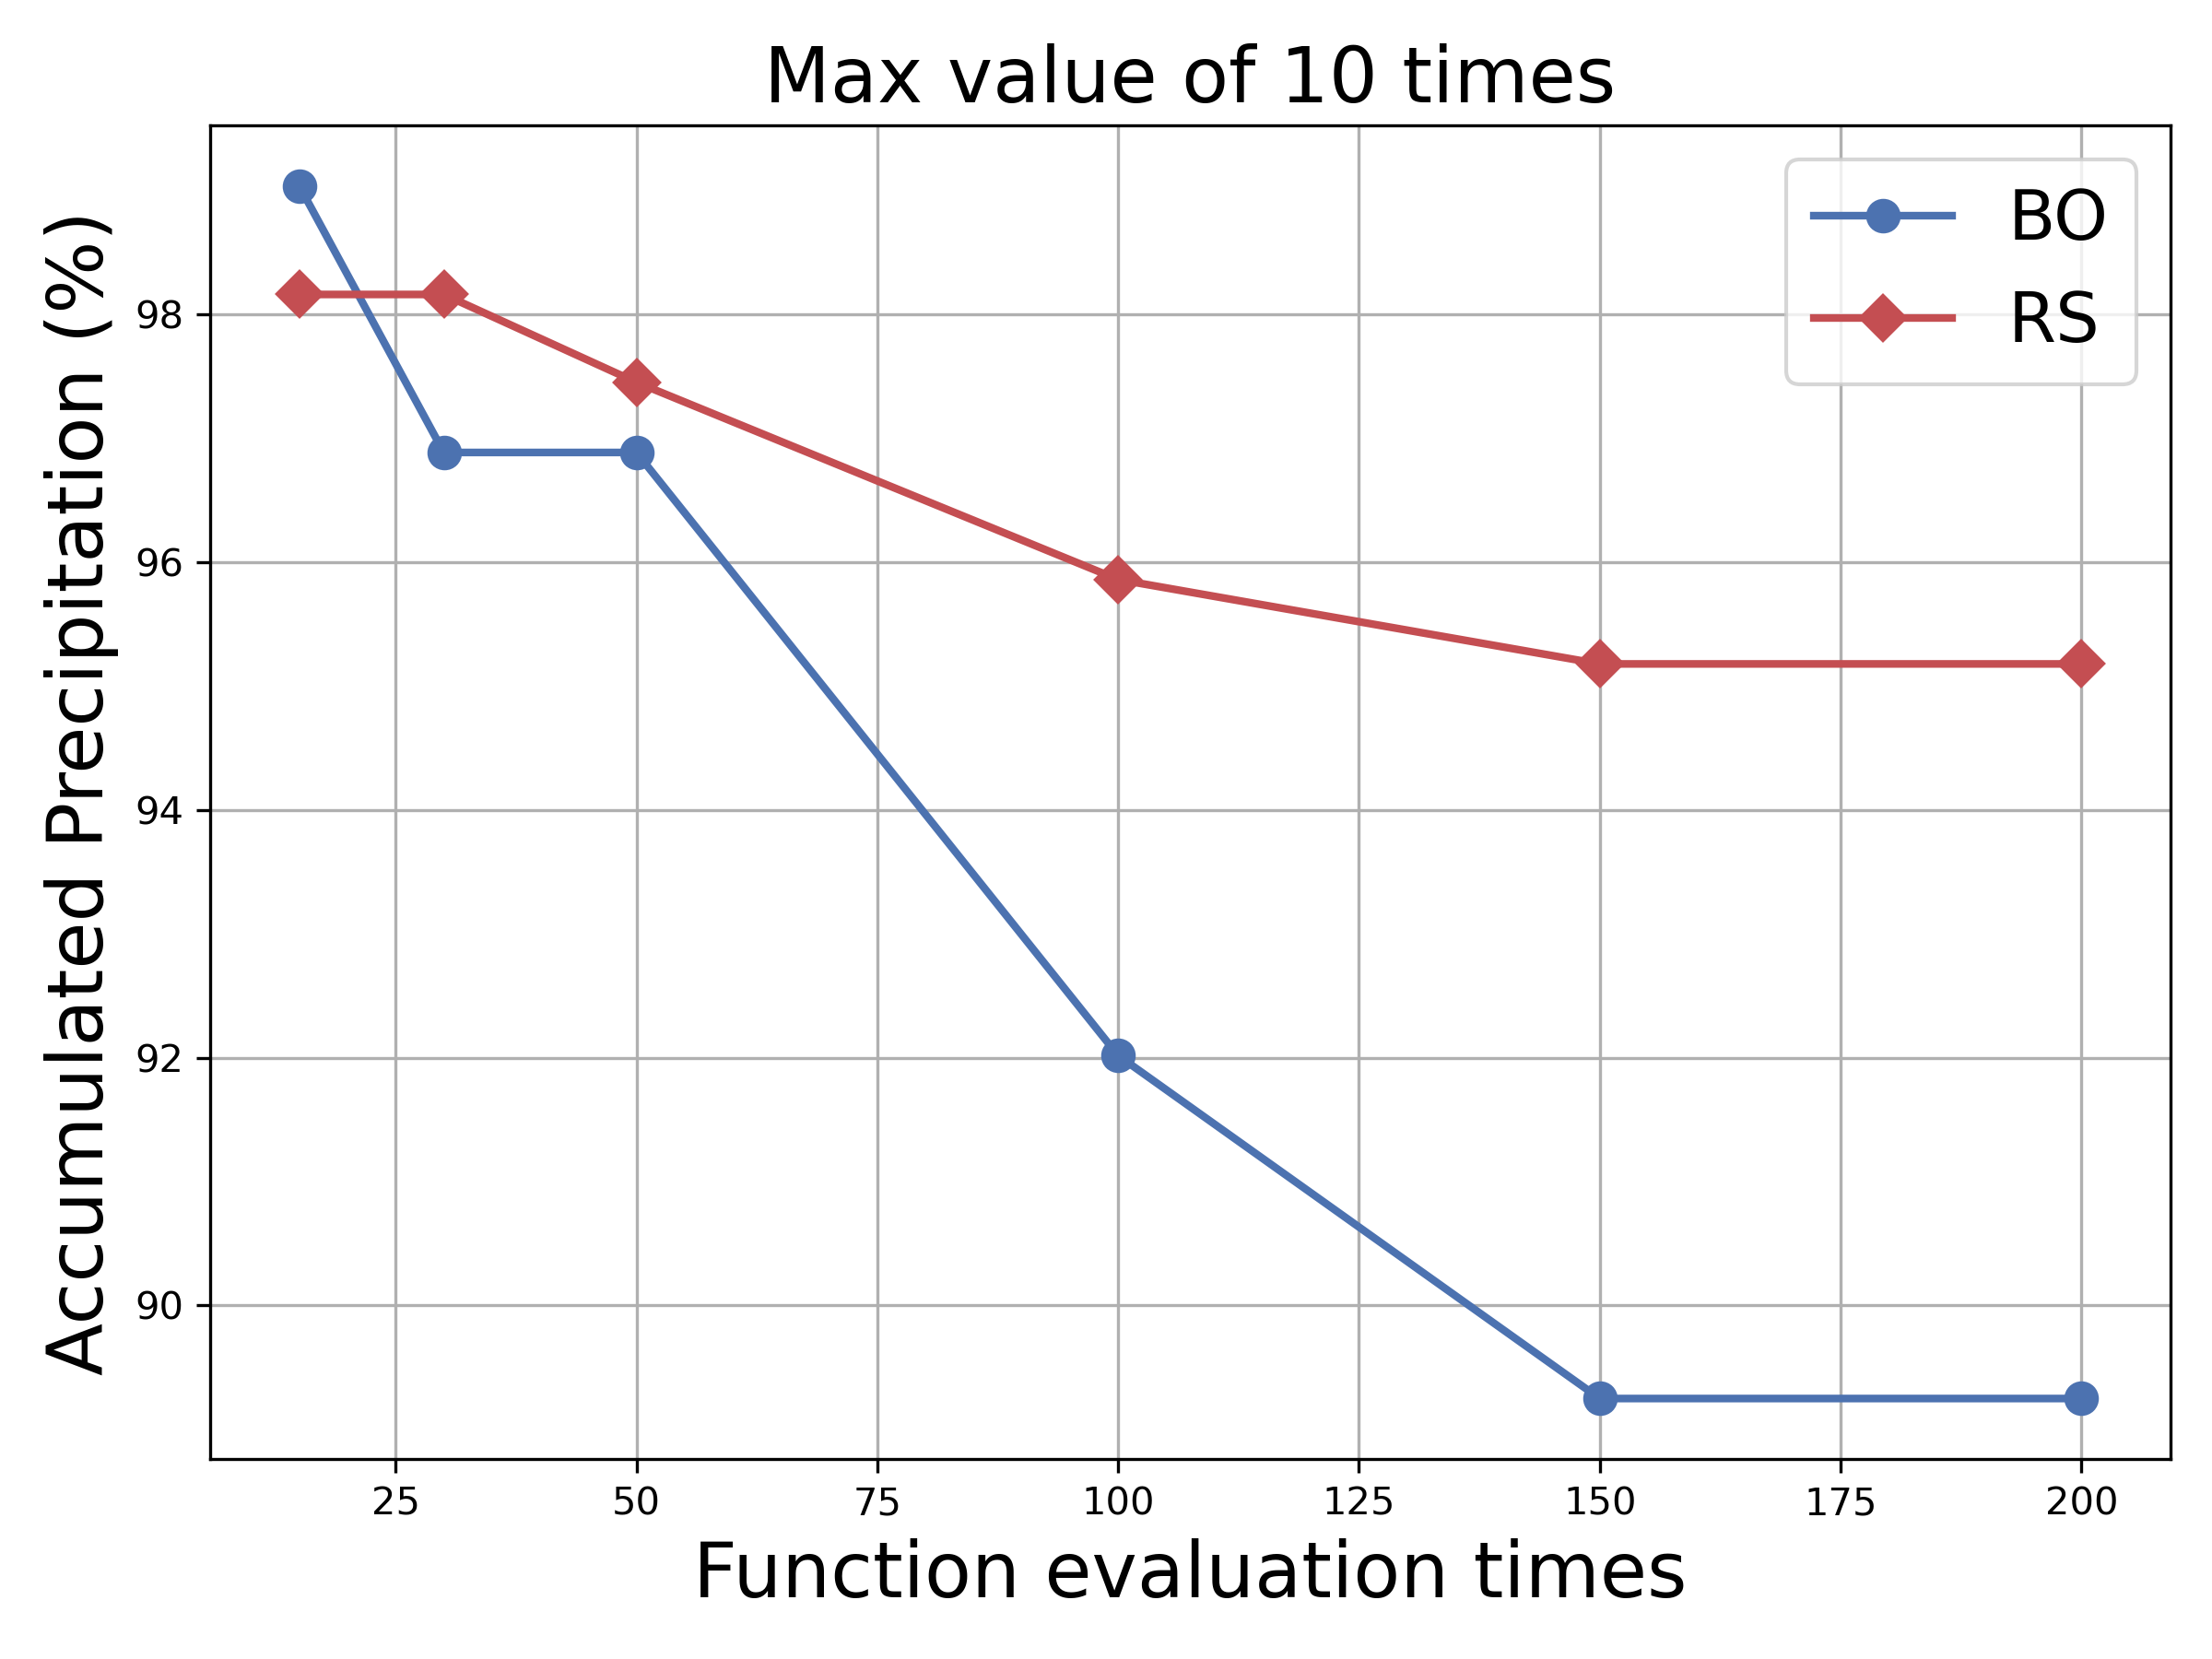 Max value of 10 times
BO
RS
Accumulated Precipitation (%)
98
96
94
92
90
25 50 75 100 125 150 175 200
Function evaluation times